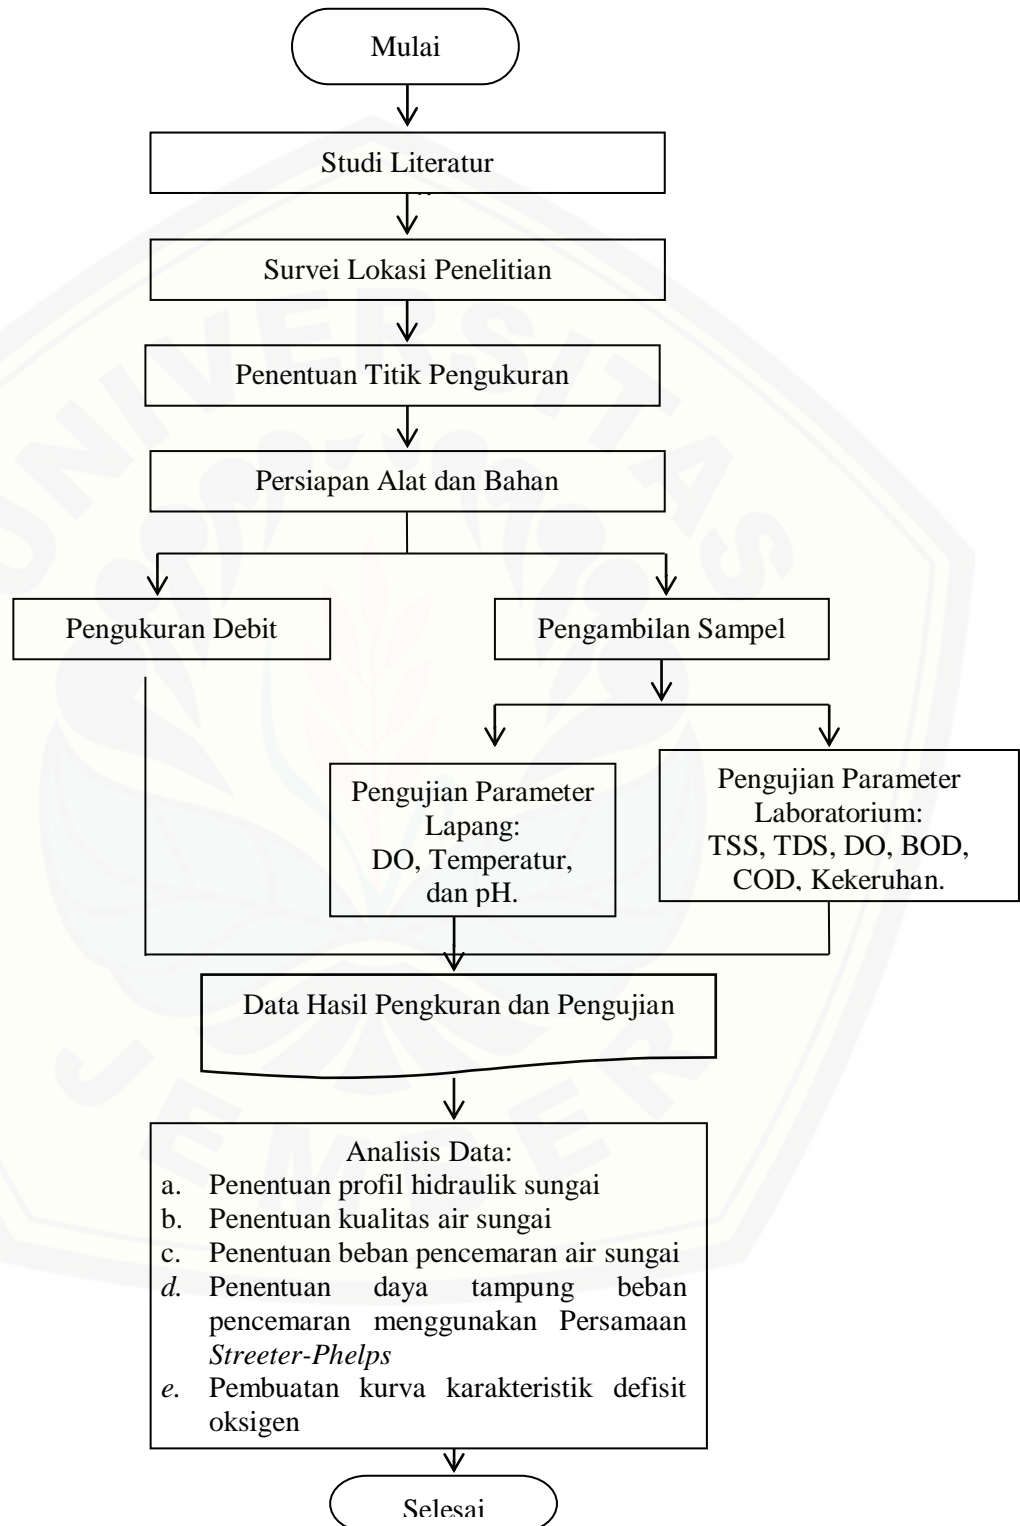 Mulai
Studi Literatur
Survei Lokasi Penelitian
Penentuan Titik Pengukuran
Persiapan Alat dan Bahan
Pengukuran Debit
Pengambilan Sampel
Pengujian Parameter
Lapang:
DO, Temperatur,
dan pH.
Pengujian Parameter
Laboratorium:
TSS, TDS, DO, BOD,
COD, Kekeruhan.
Data Hasil Pengkuran dan Pengujian
Analisis Data:
a. Penentuan profil hidraulik sungai
b. Penentuan kualitas air sungai
c. Penentuan beban pencemaran air sungai
d. Penentuan daya tampung beban
pencemaran menggunakan Persamaan
Streeter-Phelps
e. Pembuatan kurva karakteristik defisit
oksigen
Selesai
UNIVERSITAS
JEMBER